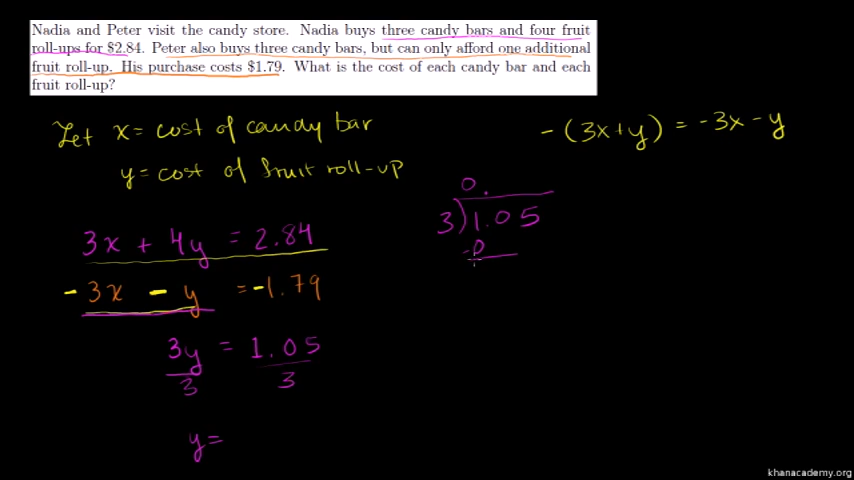 Nadia and Peter visit the candy store. Nadia buys three candy bars and four fruit
roll-ups for $2.84. Peter also buys three candy bars, but can only afford one additional
fruit roll-up. His purchase costs $1.79. What is the cost of each candy bar and each
fruit roll-up?
Let x = cost of candy bar
y = cost of fruit roll-up
-(3x+y) = -3x - y
3x + 4y = 2.84
-3x - y = -1.79
3y = 1.05
3 3
y =
0.
3)1.05
-0
khanacademy.org